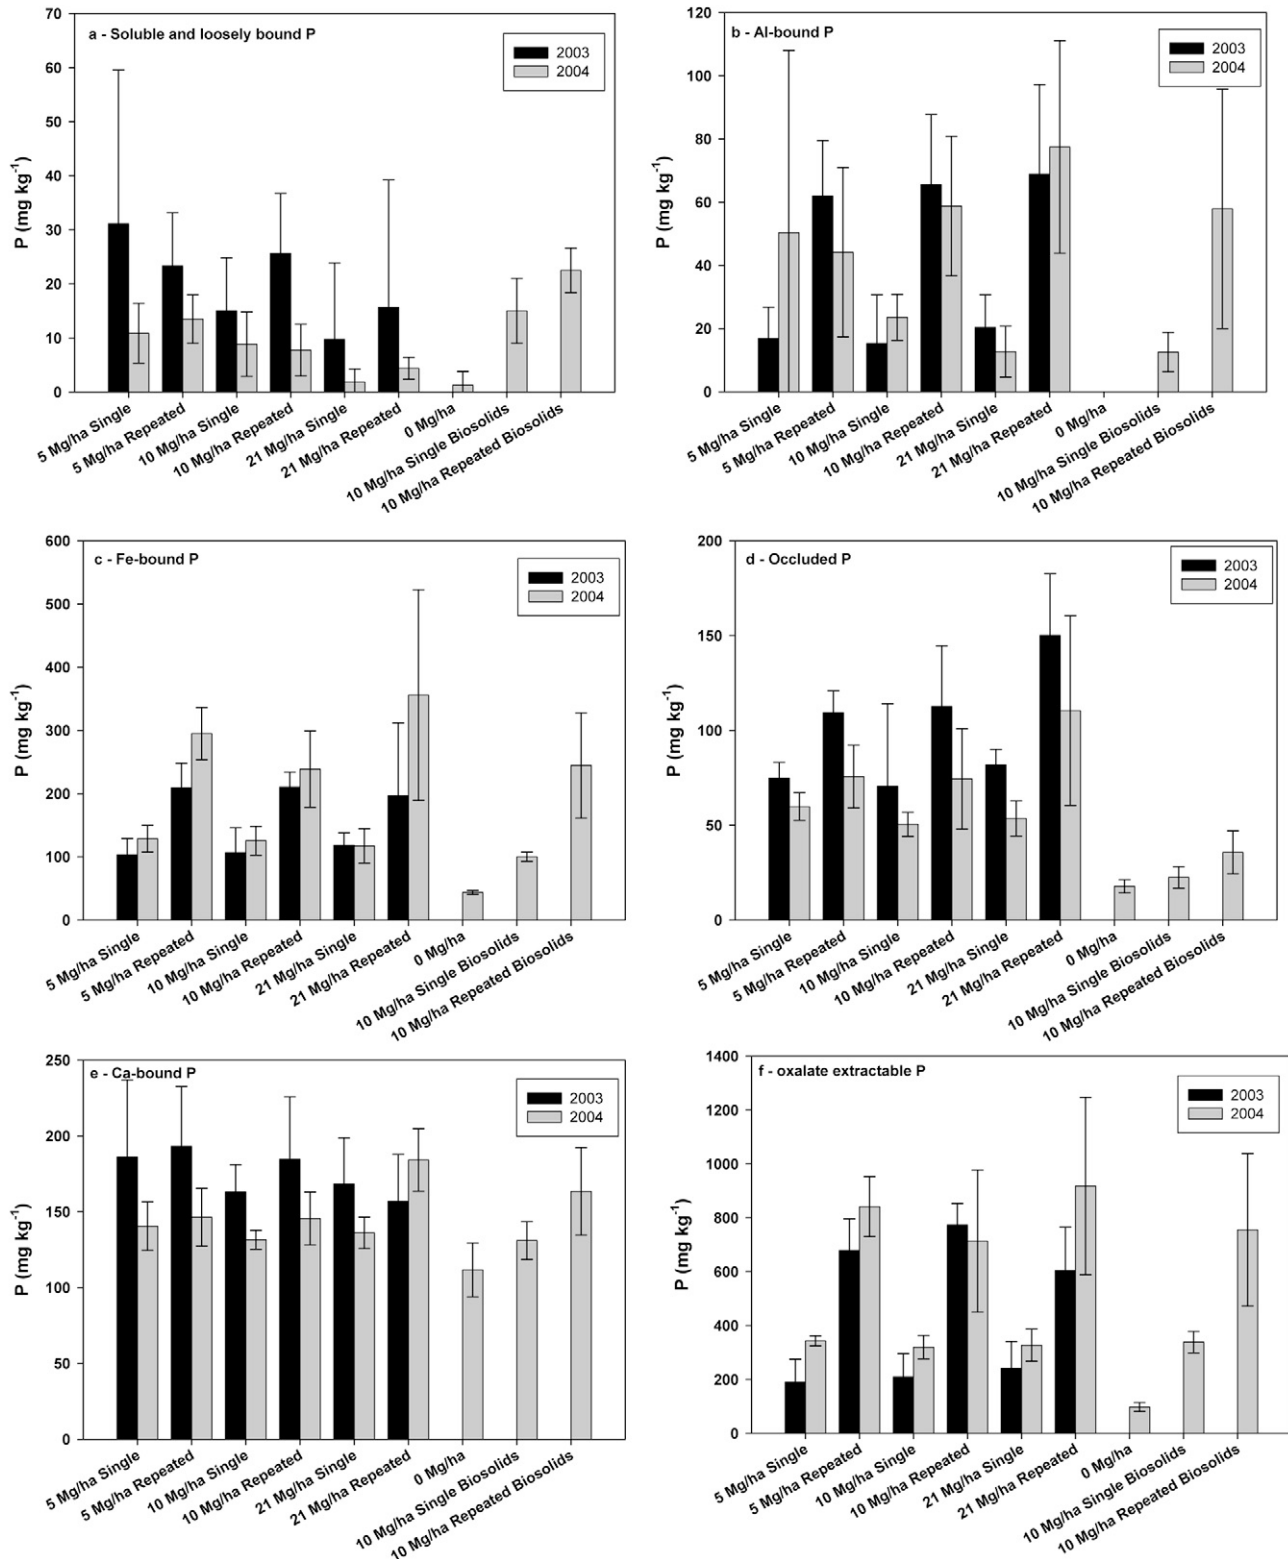 a - Soluble and loosely bound P
2003
2004
P (mg kg⁻¹)
70
60
50
40
30
20
10
0
5 Mg/ha Single
5 Mg/ha Repeated
10 Mg/ha Single
10 Mg/ha Repeated
21 Mg/ha Single
21 Mg/ha Repeated
0 Mg/ha
10 Mg/ha Single Biosolids
10 Mg/ha Repeated Biosolids
b - Al-bound P
2003
2004
P (mg kg⁻¹)
120
100
80
60
40
20
0
5 Mg/ha Single
5 Mg/ha Repeated
10 Mg/ha Single
10 Mg/ha Repeated
21 Mg/ha Single
21 Mg/ha Repeated
0 Mg/ha
10 Mg/ha Single Biosolids
10 Mg/ha Repeated Biosolids
c - Fe-bound P
2003
2004
P (mg kg⁻¹)
600
500
400
300
200
100
0
5 Mg/ha Single
5 Mg/ha Repeated
10 Mg/ha Single
10 Mg/ha Repeated
21 Mg/ha Single
21 Mg/ha Repeated
0 Mg/ha
10 Mg/ha Single Biosolids
10 Mg/ha Repeated Biosolids
d - Occluded P
2003
2004
P (mg kg⁻¹)
200
150
100
50
0
5 Mg/ha Single
5 Mg/ha Repeated
10 Mg/ha Single
10 Mg/ha Repeated
21 Mg/ha Single
21 Mg/ha Repeated
0 Mg/ha
10 Mg/ha Single Biosolids
10 Mg/ha Repeated Biosolids
e - Ca-bound P
2003
2004
P (mg kg⁻¹)
250
200
150
100
50
0
5 Mg/ha Single
5 Mg/ha Repeated
10 Mg/ha Single
10 Mg/ha Repeated
21 Mg/ha Single
21 Mg/ha Repeated
0 Mg/ha
10 Mg/ha Single Biosolids
10 Mg/ha Repeated Biosolids
f - oxalate extractable P
2003
2004
P (mg kg⁻¹)
1400
1200
1000
800
600
400
200
0
5 Mg/ha Single
5 Mg/ha Repeated
10 Mg/ha Single
10 Mg/ha Repeated
21 Mg/ha Single
21 Mg/ha Repeated
0 Mg/ha
10 Mg/ha Single Biosolids
10 Mg/ha Repeated Biosolids